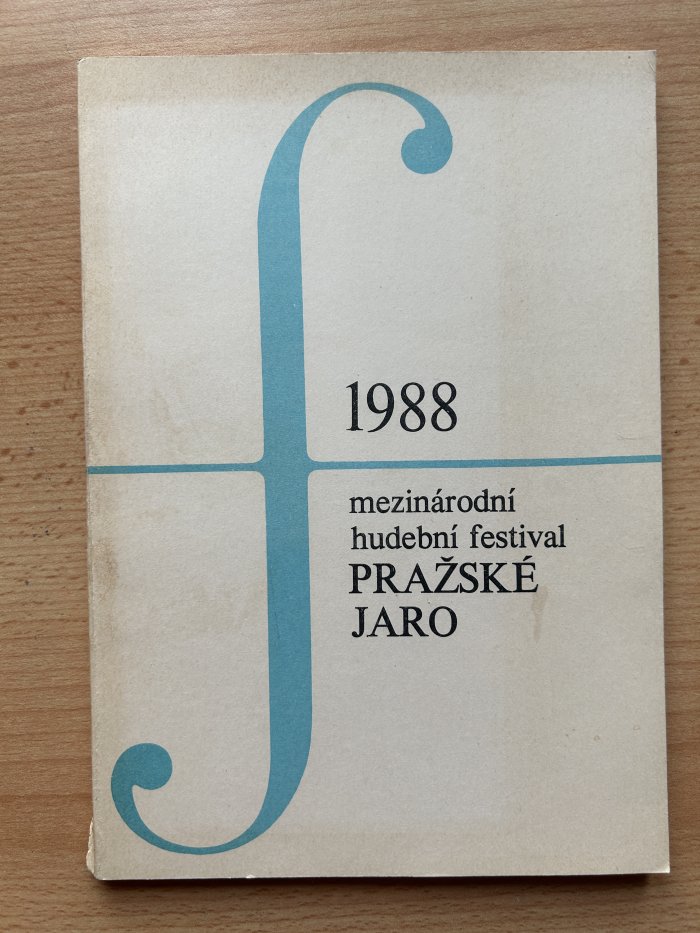 1988
mezinárodní
hudební festival
PRAŽSKÉ
JARO